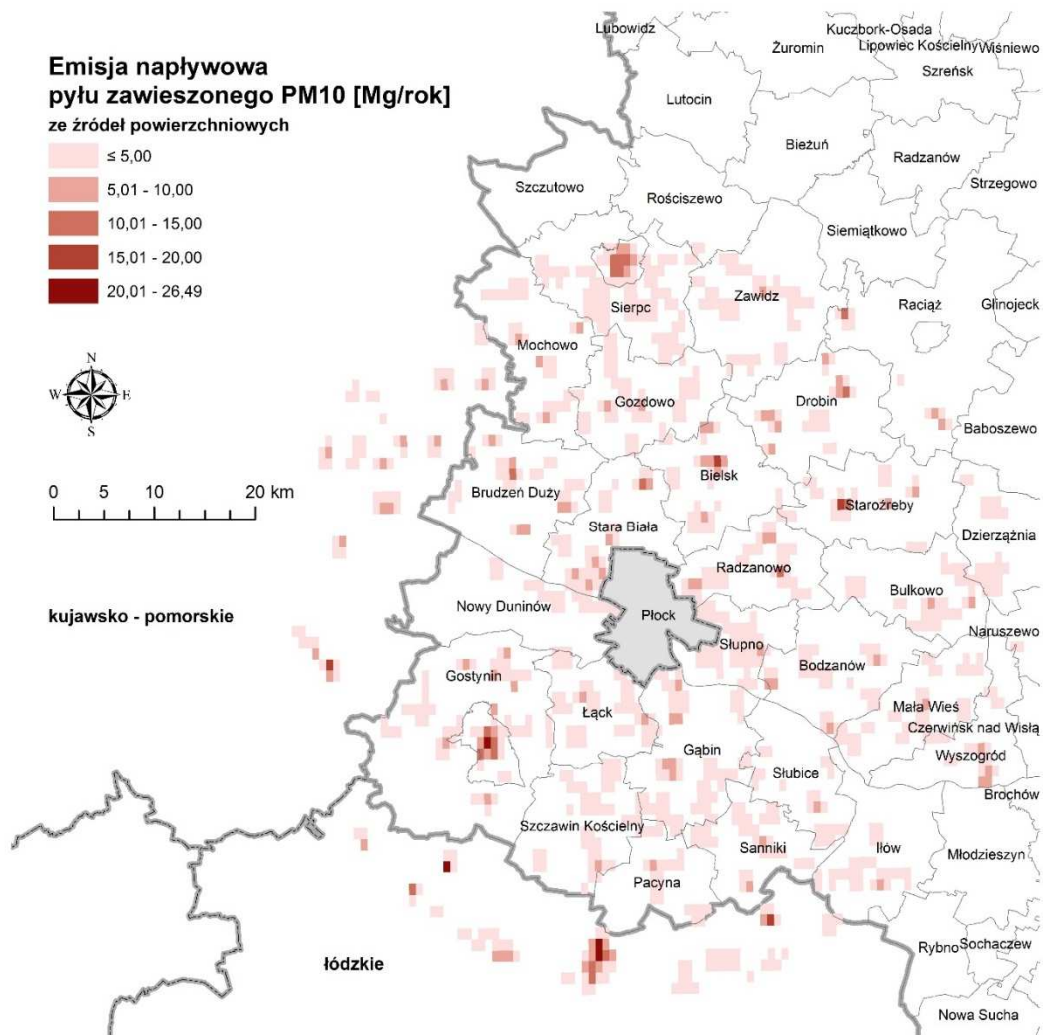 Emisja napływowa
pyłu zawieszonego PM10 [Mg/rok]
ze źródeł powierzchniowych
≤ 5,00
5,01 - 10,00
10,01 - 15,00
15,01 - 20,00
20,01 - 26,49
N
W E
S
0 5 10 20 km
kujawsko - pomorskie
łódzkie
Lubowidz
Kuczbork-Osada
Żuromin
Lipowiec Kościelny
Wiśniewo
Szreńsk
Lutocin
Bieżuń
Radzanów
Strzegowo
Szczutowo
Rościszewo
Siemiątkowo
Sierpc
Zawidz
Raciąż
Glinojeck
Mochowo
Gozdowo
Drobin
Baboszewo
Bielsk
Brudzeń Duży
Staroźreby
Stara Biała
Dzierzążnia
Radzanowo
Bulkowo
Nowy Duninów
Płock
Słupno
Naruszewo
Bodzanów
Gostynin
Łąck
Mała Wieś
Czerwińsk nad Wisłą
Gąbin
Słubice
Wyszogród
Brochów
Szczawin Kościelny
Sanniki
Iłów
Młodzieszyn
Pacyna
Rybno
Sochaczew
Nowa Sucha